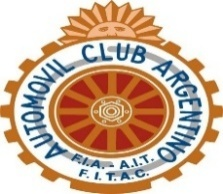 AUTOMOVIL CLUB ARGENTINO
F.I.A. - A.I.T.
F.I.T.A.C.